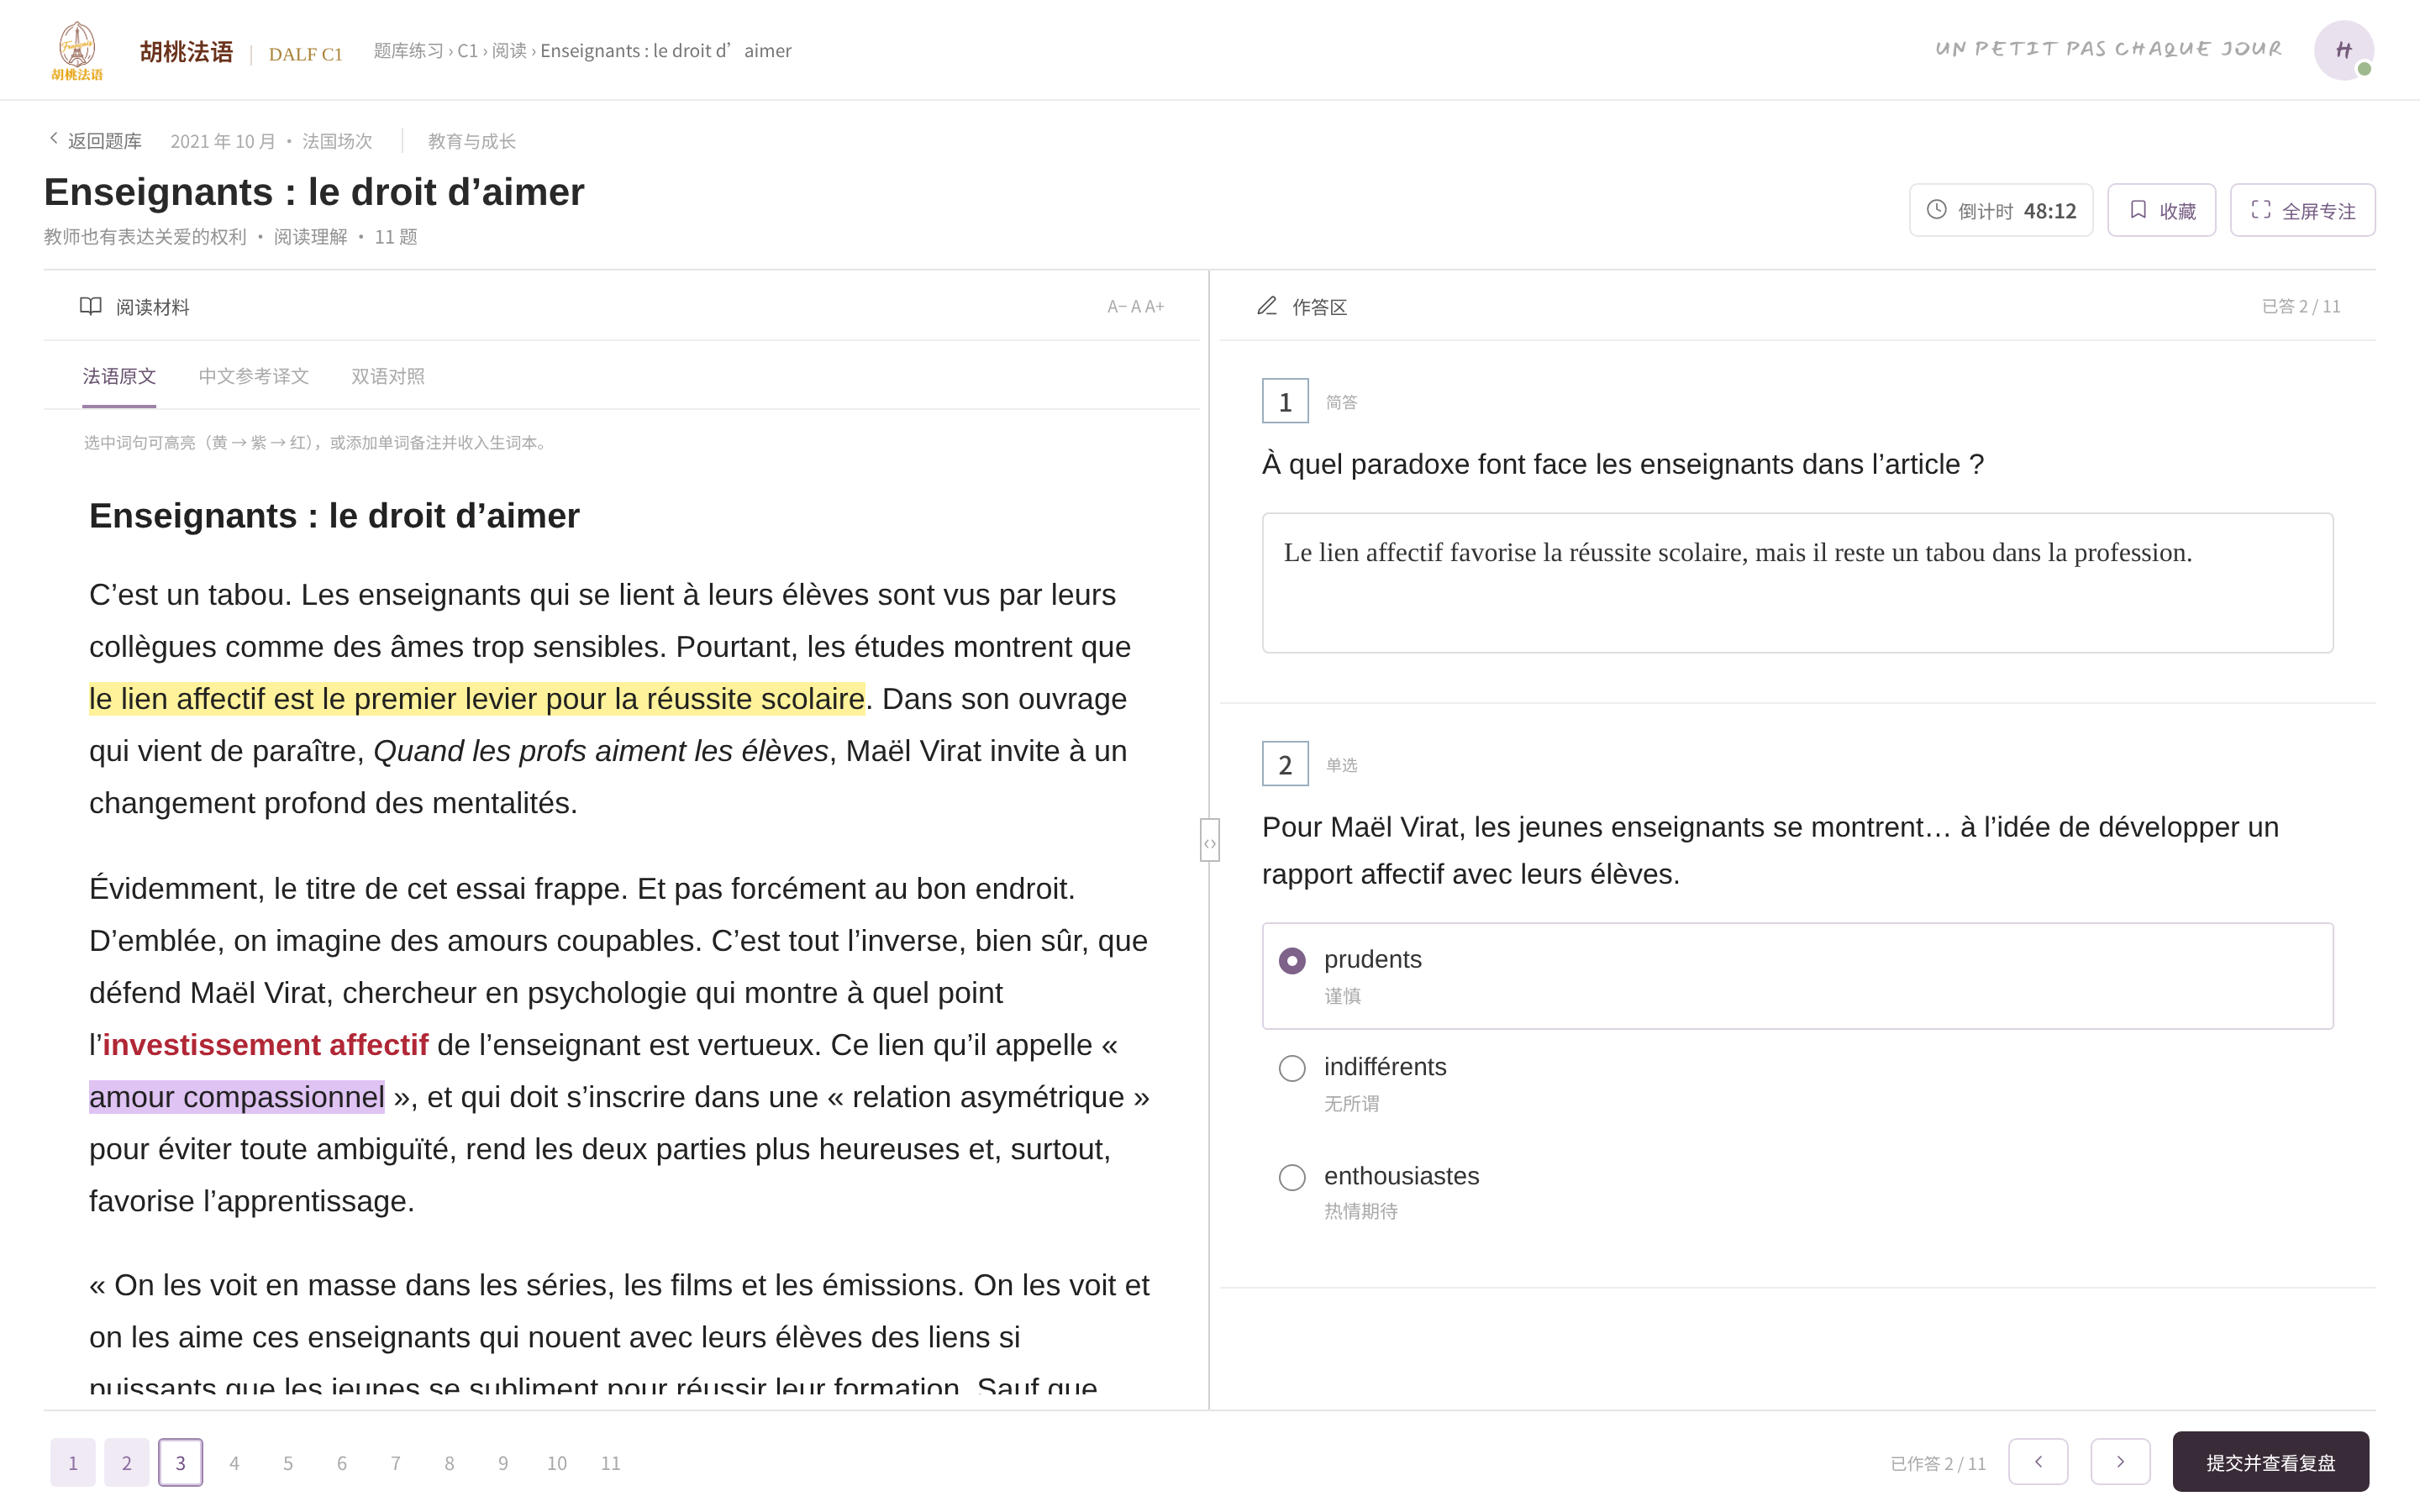 Français
胡桃法语
胡桃法语 | DALF C1 题库练习 › C1 › 阅读 › Enseignants : le droit d’aimer
UN PETIT PAS CHAQUE JOUR
H
返回题库 2021 年 10 月 · 法国场次 教育与成长
Enseignants : le droit d’aimer
教师也有表达关爱的权利 · 阅读理解 · 11 题
倒计时 48:12 收藏 全屏专注
阅读材料 A− A A+
法语原文 中文参考译文 双语对照
选中词句可高亮（黄 → 紫 → 红），或添加单词备注并收入生词本。
Enseignants : le droit d’aimer
C’est un tabou. Les enseignants qui se lient à leurs élèves sont vus par leurs
collègues comme des âmes trop sensibles. Pourtant, les études montrent que
le lien affectif est le premier levier pour la réussite scolaire. Dans son ouvrage
qui vient de paraître, Quand les profs aiment les élèves, Maël Virat invite à un
changement profond des mentalités.
Évidemment, le titre de cet essai frappe. Et pas forcément au bon endroit.
D’emblée, on imagine des amours coupables. C’est tout l’inverse, bien sûr, que
défend Maël Virat, chercheur en psychologie qui montre à quel point
l’investissement affectif de l’enseignant est vertueux. Ce lien qu’il appelle «
amour compassionnel », et qui doit s’inscrire dans une « relation asymétrique »
pour éviter toute ambiguïté, rend les deux parties plus heureuses et, surtout,
favorise l’apprentissage.
« On les voit en masse dans les séries, les films et les émissions. On les voit et
on les aime ces enseignants qui nouent avec leurs élèves des liens si
puissants que les jeunes se subliment pour réussir leur formation. Sauf que
作答区 已答 2 / 11
1 简答
À quel paradoxe font face les enseignants dans l’article ?
Le lien affectif favorise la réussite scolaire, mais il reste un tabou dans la profession.
2 单选
Pour Maël Virat, les jeunes enseignants se montrent… à l’idée de développer un
rapport affectif avec leurs élèves.
prudents
谨慎
indifférents
无所谓
enthousiastes
热情期待
1 2 3 4 5 6 7 8 9 10 11
已作答 2 / 11 ‹ › 提交并查看复盘